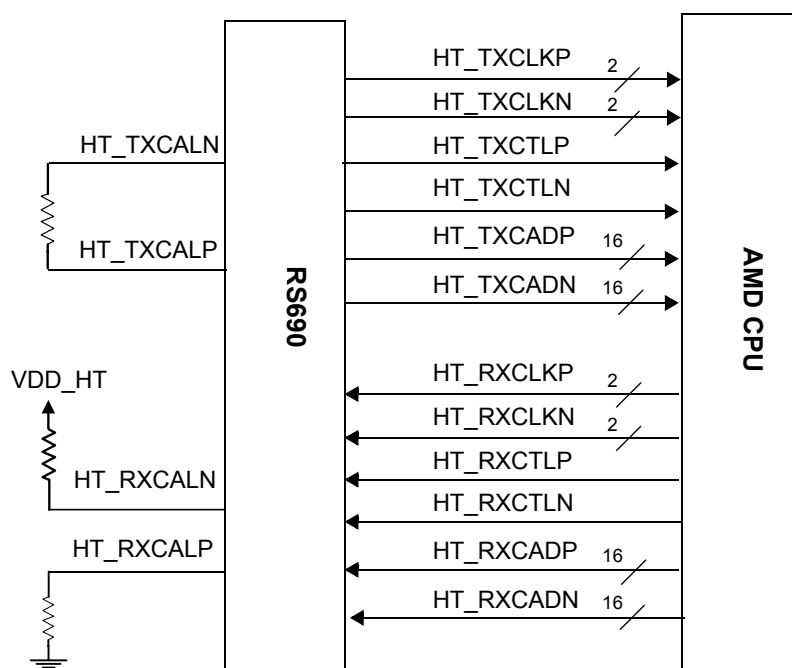 HT_TXCALN
HT_TXCALP
VDD_HT
HT_RXCALN
HT_RXCALP
RS690
HT_TXCLKP 2
HT_TXCLKN 2
HT_TXCTLP
HT_TXCTLN
HT_TXCADP 16
HT_TXCADN 16
HT_RXCLKP 2
HT_RXCLKN 2
HT_RXCTLP
HT_RXCTLN
HT_RXCADP 16
HT_RXCADN 16
AMD CPU